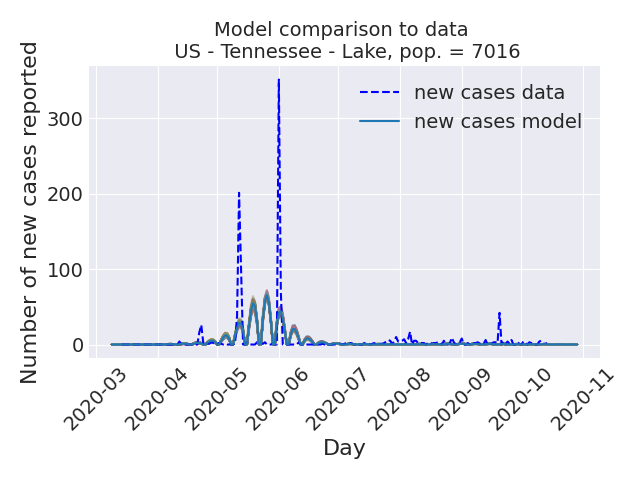 Model comparison to data
US - Tennessee - Lake, pop. = 7016
Number of new cases reported
300
200
100
0
new cases data
new cases model
2020-03
2020-04
2020-05
2020-06
2020-07
2020-08
2020-09
2020-10
2020-11
Day